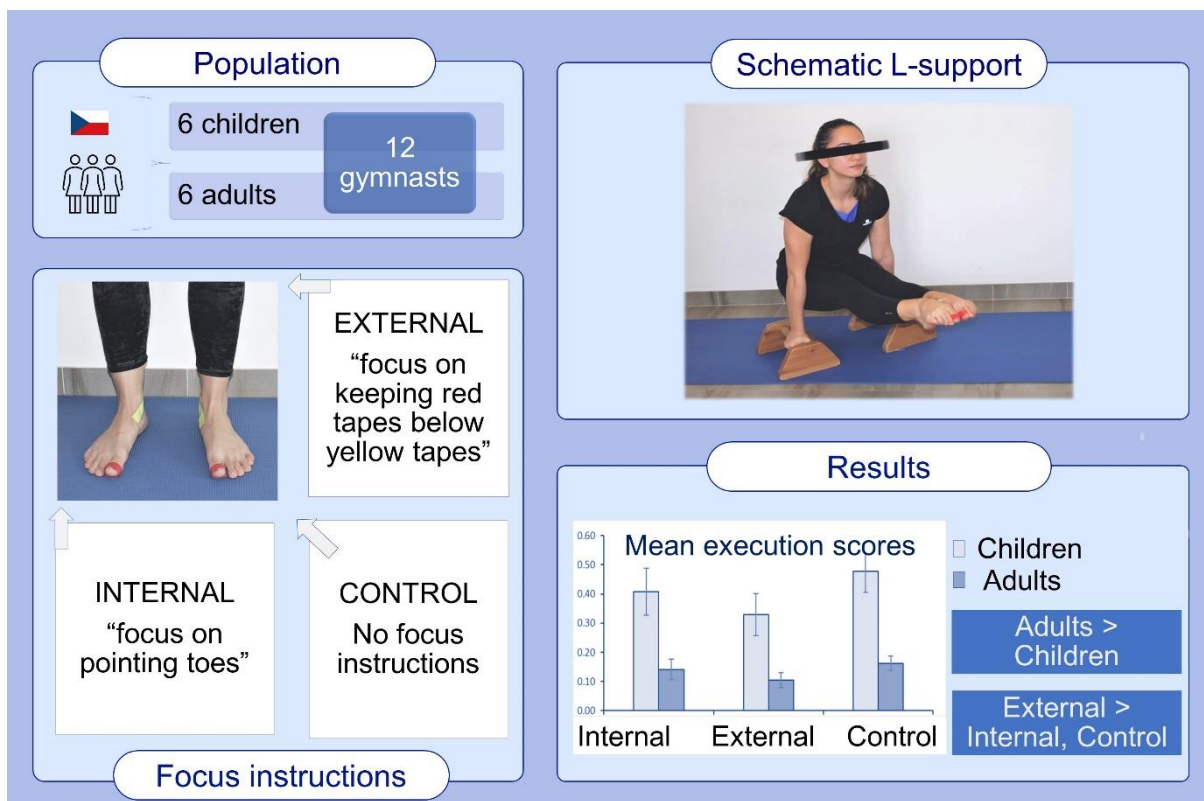 Population
6 children
6 adults
12
gymnasts
EXTERNAL
“focus on
keeping red
tapes below
yellow tapes”
INTERNAL
“focus on
pointing toes”
CONTROL
No focus
instructions
Focus instructions
Schematic L-support
Results
Mean execution scores
0.60
0.50
0.40
0.30
0.20
0.10
0.00
Internal External Control
Children
Adults
Adults >
Children
External >
Internal, Control